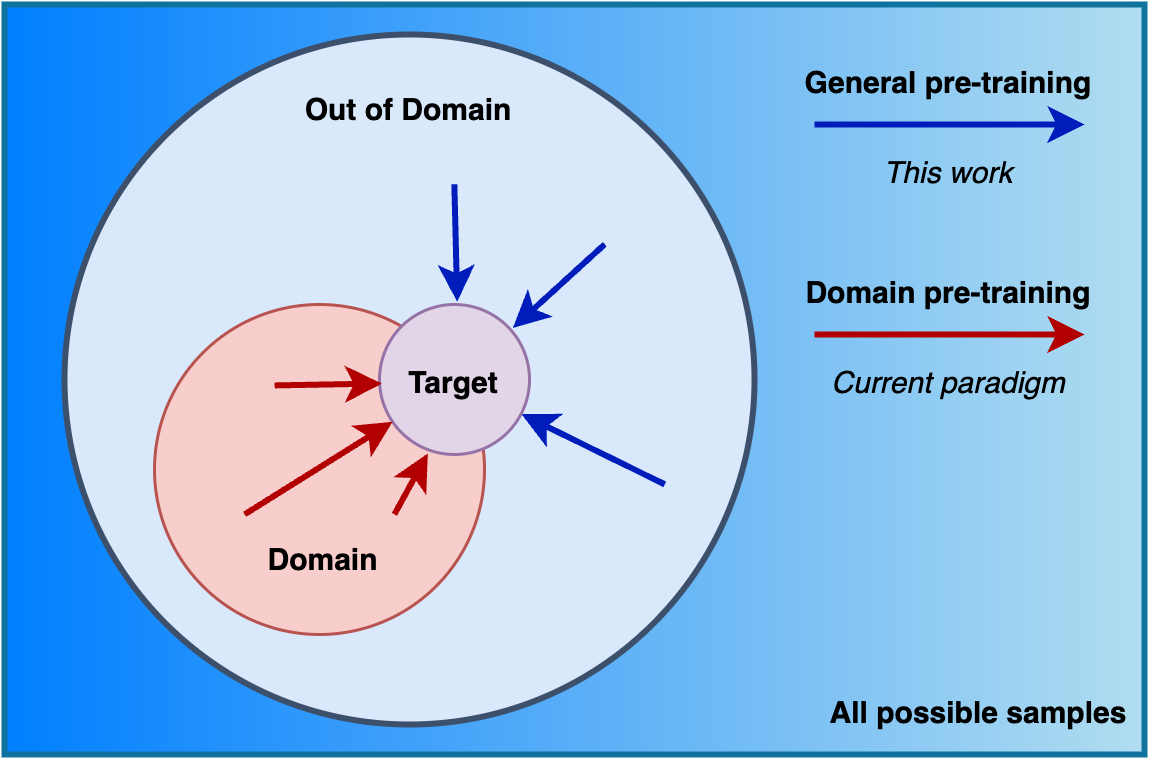 Out of Domain
Target
Domain
General pre-training
This work
Domain pre-training
Current paradigm
All possible samples